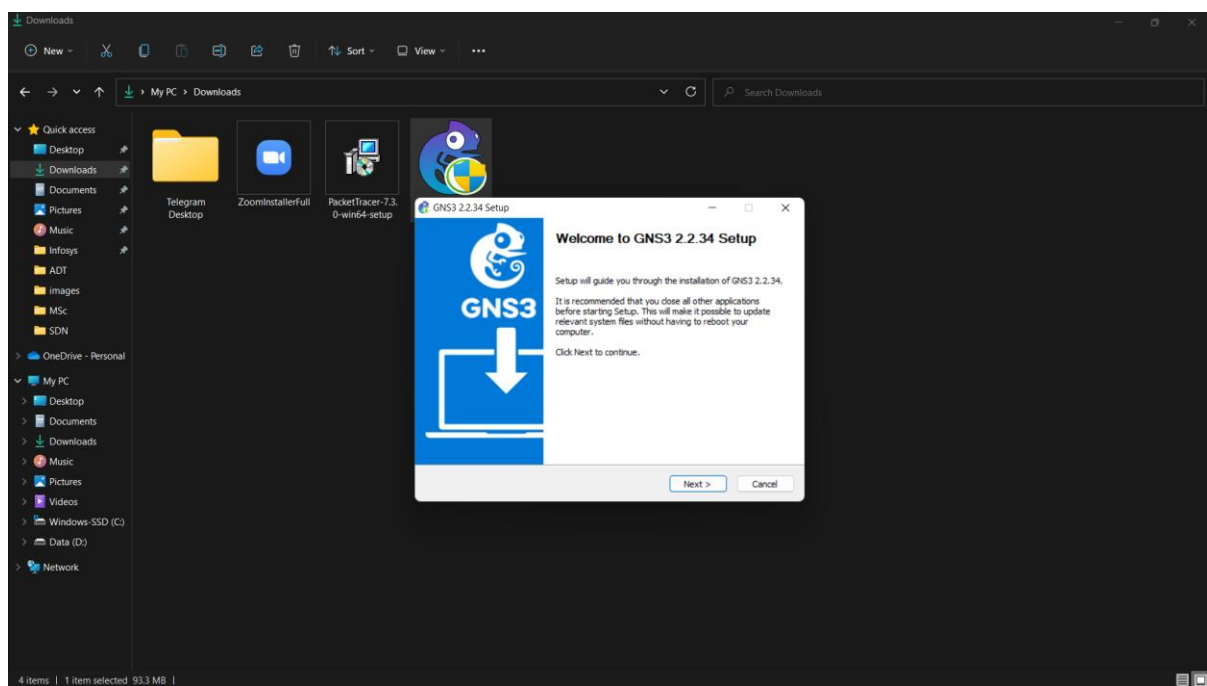 Downloads
New
Sort
View
My PC > Downloads
Search Downloads
Quick access
Desktop
Downloads
Documents
Pictures
Music
Infosys
ADT
images
MSc
SDN
OneDrive - Personal
My PC
Desktop
Documents
Downloads
Music
Pictures
Videos
Windows-SSD (C:)
Data (D:)
Network
Telegram
Desktop
ZoomInstallerFull
PacketTracer-7.3.
0-win64-setup
GNS3 2.2.34 Setup
GNS3
Welcome to GNS3 2.2.34 Setup
Setup will guide you through the installation of GNS3 2.2.34.
It is recommended that you close all other applications
before starting Setup. This will make it possible to update
relevant system files without having to reboot your
computer.
Click Next to continue.
Next >
Cancel
4 items | 1 item selected 93.3 MB |